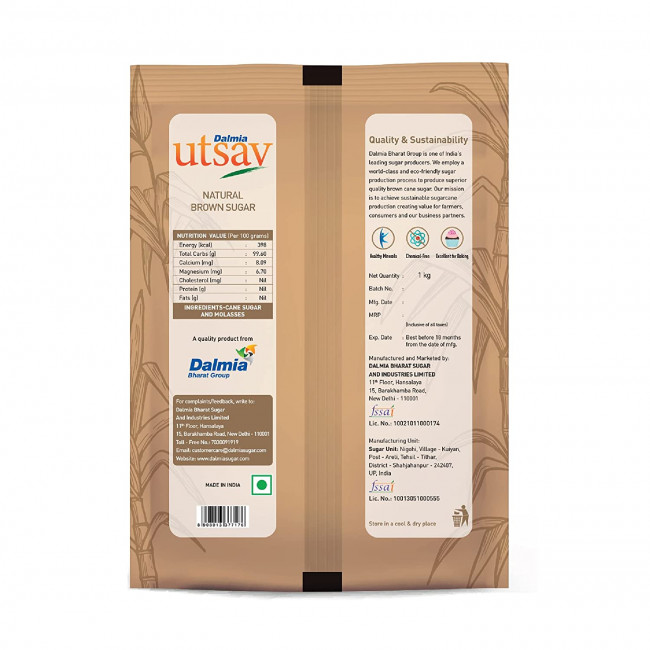 Dalmia
utsav
NATURAL
BROWN SUGAR
NUTRITION VALUE (Per 100 grams)
Energy (kcal) : 398
Total Carbs (g) : 99.60
Calcium (mg) : 8.09
Magnesium (mg) : 6.70
Cholesterol (mg) : Nil
Protein (g) : Nil
Fats (g) : Nil
INGREDIENTS-CANE SUGAR
AND MOLASSES
A quality product from
Dalmia
Bharat Group
For complaints/feedback, write to:
Dalmia Bharat Sugar
And Industries Limited
11th Floor, Hansalaya
15, Barakhamba Road, New Delhi - 110001
Toll - Free No.: 7030091919
Email: customercare@dalmiasugar.com
Website: www.dalmiasugar.com
MADE IN INDIA
Quality & Sustainability
Dalmia Bharat Group is one of India's
leading sugar producers. We employ a
world-class and eco-friendly sugar
production process to produce superior
quality brown cane sugar. Our mission
is to achieve sustainable sugarcane
production creating value for farmers,
consumers and our business partners.
Healthy Minerals Chemical-Free Excellent for Baking
Net Quantity : 1 kg
Batch No. :
Mfg. Date :
MRP :
(Inclusive of all taxes)
Exp. Date : Best before 18 months
from the date of mfg.
Manufactured and Marketed by:
DALMIA BHARAT SUGAR
AND INDUSTRIES LIMITED
11th Floor, Hansalaya
15, Barakhamba Road,
New Delhi - 110001
fssai
Lic. No.: 10021011000174
Manufacturing Unit:
Sugar Unit: Nigohi, Village - Kuiyan,
Post - Areli, Tehsil - Tilhar,
District - Shahjahanpur - 242407,
UP, India
fssai
Lic. No.: 10013051000555
Store in a cool & dry place